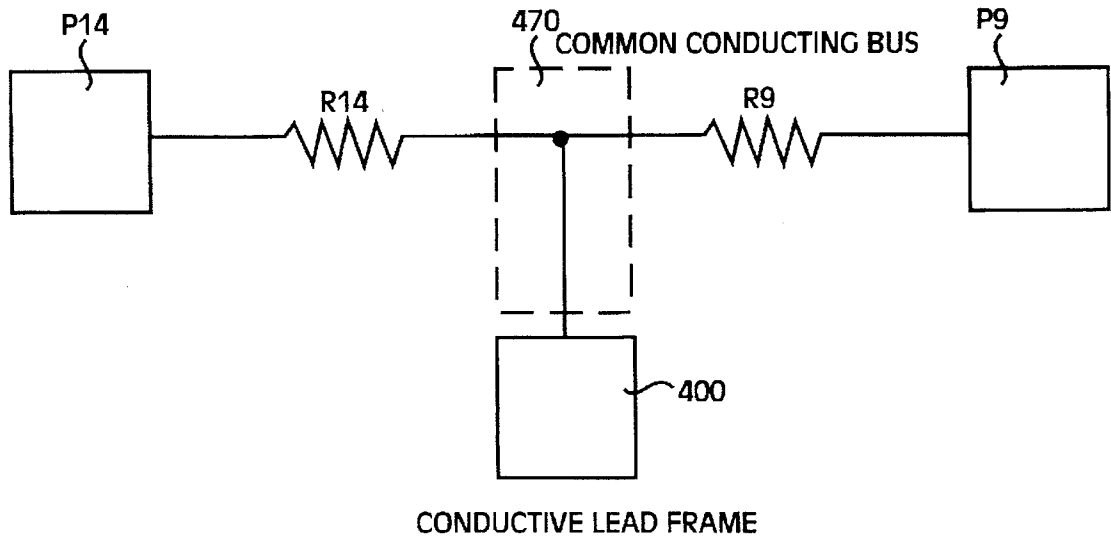 P14
470
COMMON CONDUCTING BUS
P9
R14
R9
400
CONDUCTIVE LEAD FRAME